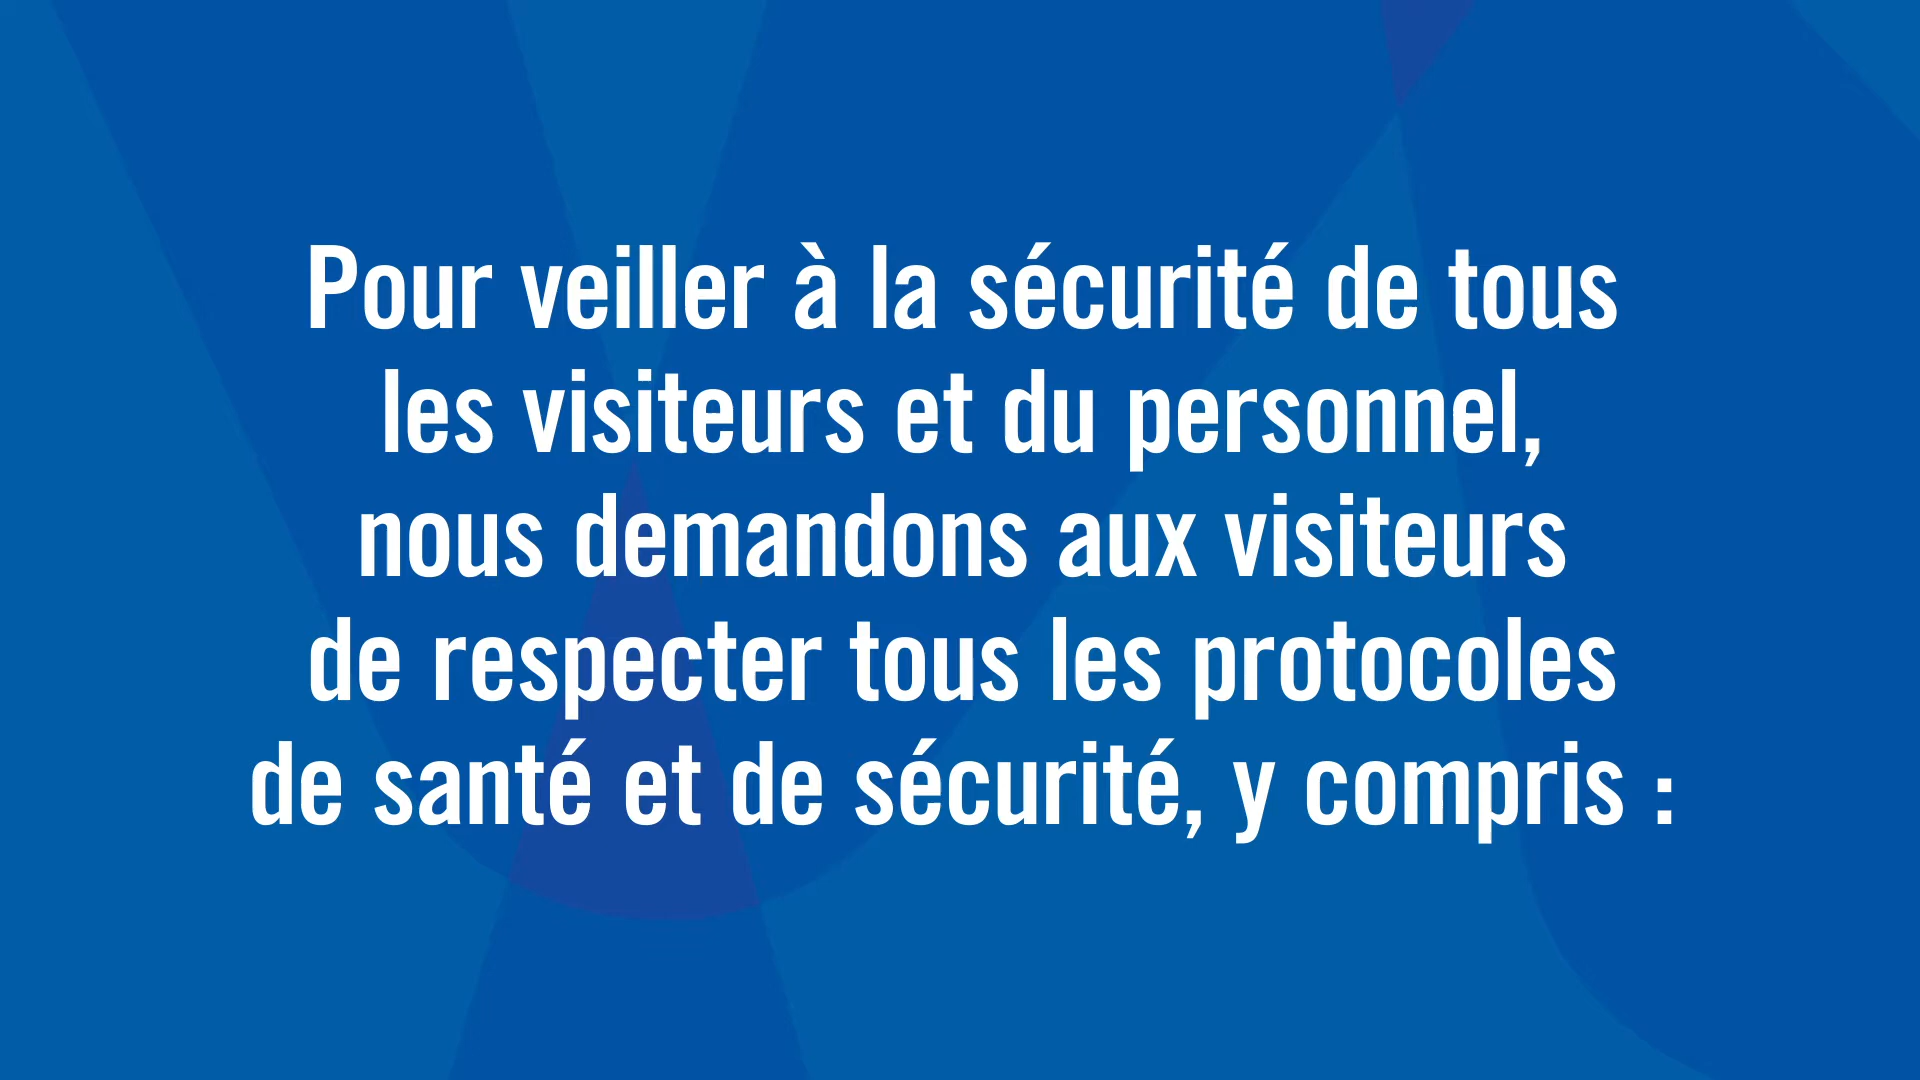 Pour veiller à la sécurité de tous
les visiteurs et du personnel,
nous demandons aux visiteurs
de respecter tous les protocoles
de santé et de sécurité, y compris :